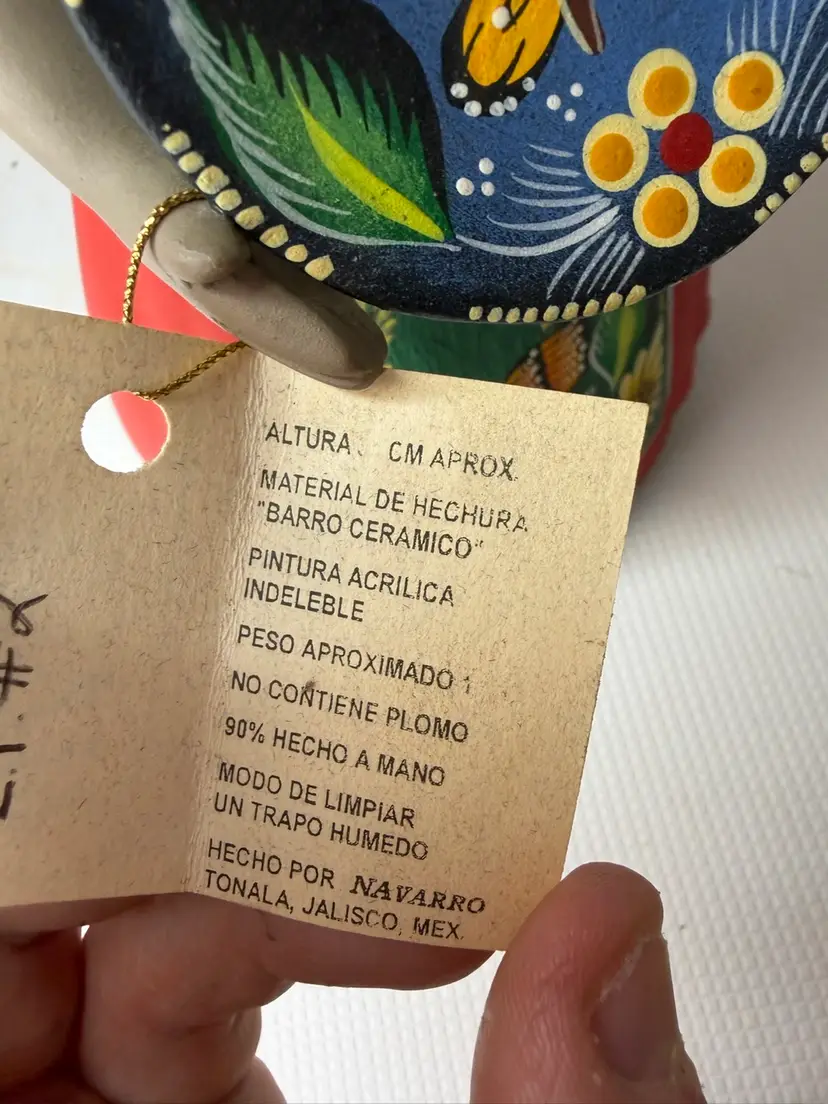 ALTURA CM APROX.
MATERIAL DE HECHURA
"BARRO CERAMICO"
PINTURA ACRILICA
INDELEBLE
PESO APROXIMADO
NO CONTIENE PLOMO
90% HECHO A MANO
MODO DE LIMPIAR
UN TRAPO HUMEDO
HECHO POR NAVARRO
TONALA, JALISCO, MEX.